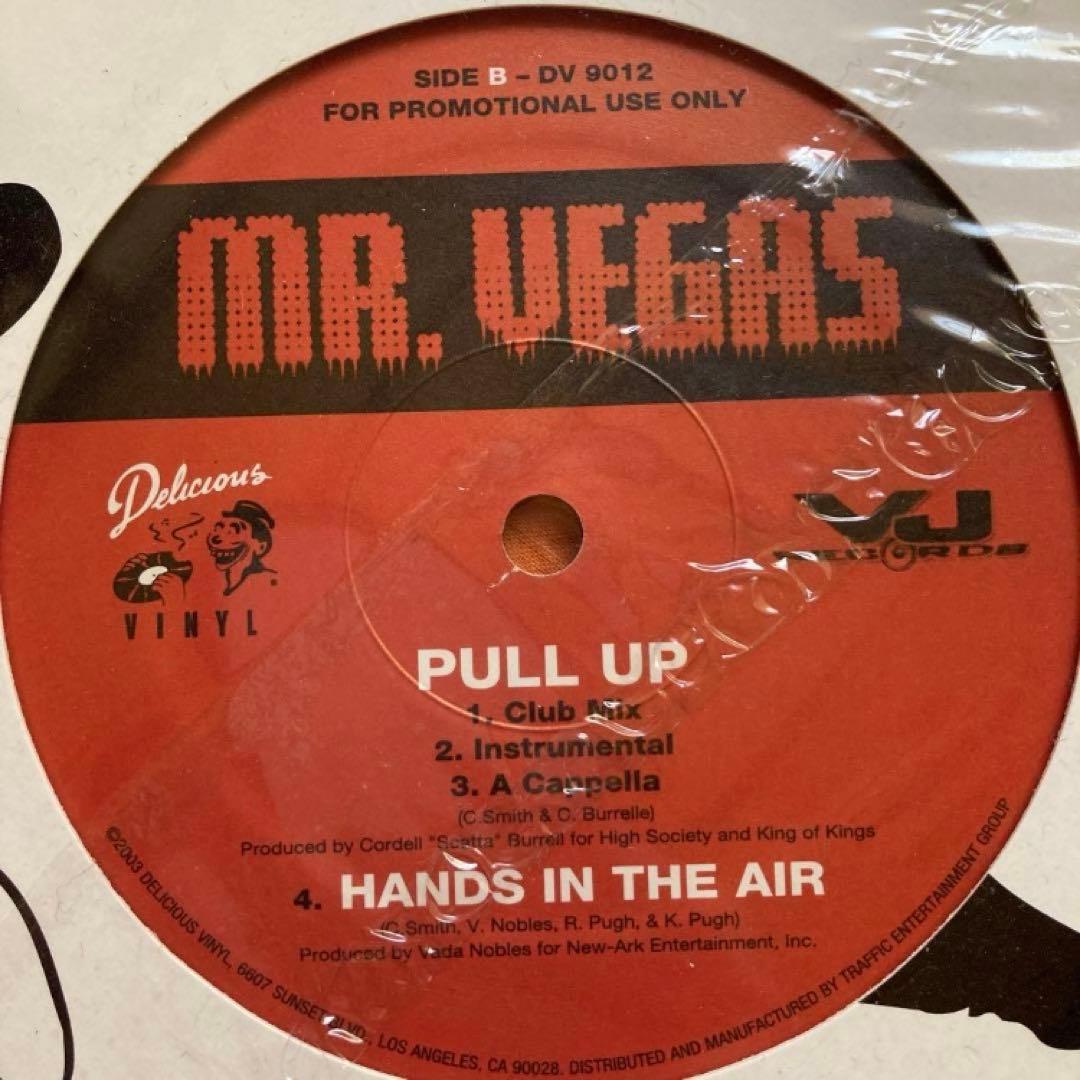 SIDE B – DV 9012
FOR PROMOTIONAL USE ONLY
MR. VEGAS
Delicious
VINYL
VJ
RECORDS
PULL UP
1. Club Mix
2. Instrumental
3. A Cappella
(C.Smith & C. Burrelle)
Produced by Cordell "Scatta" Burrell for High Society and King of Kings
4. HANDS IN THE AIR
(C.Smith, V. Nobles, R. Pugh, & K. Pugh)
Produced by Vada Nobles for New-Ark Entertainment, Inc.
©2003 DELICIOUS VINYL, 6607 SUNSET BLVD., LOS ANGELES, CA 90028. DISTRIBUTED AND MANUFACTURED BY TRAFFIC ENTERTAINMENT GROUP